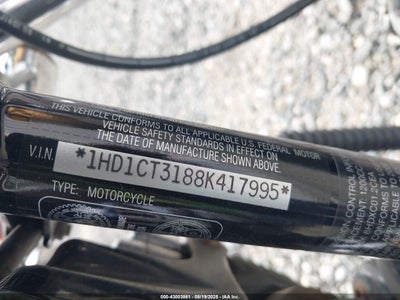 THIS VEHICLE CONFORMS TO ALL APPLICABLE U.S. FEDERAL MOTOR
VEHICLE SAFETY STANDARDS IN EFFECT ON
THE DATE OF MANUFACTURE SHOWN ABOVE.
V.I.N. *1HD1CT3188K417995*
TYPE: MOTORCYCLE
000-43003561 - 08/19/2025 - IAA Inc.